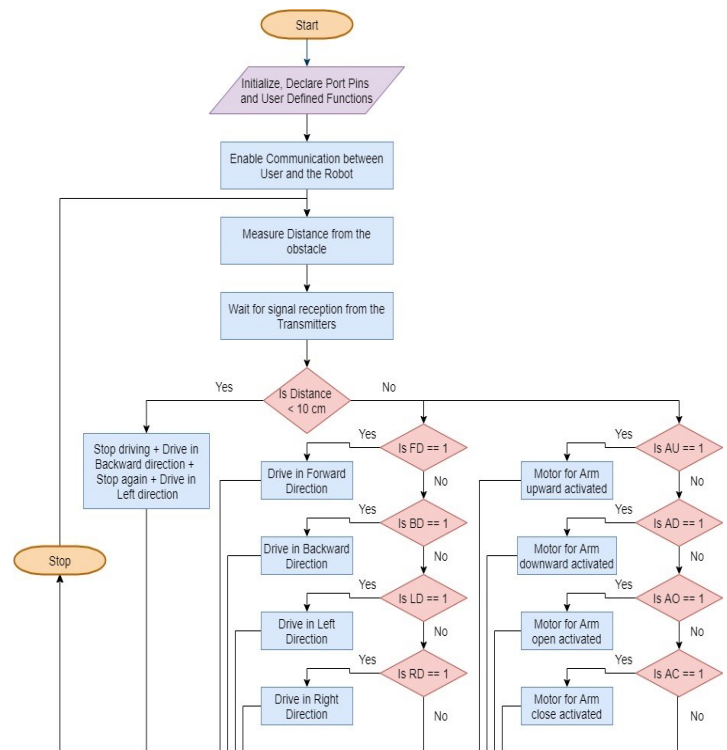 Start
Initialize, Declare Port Pins
and User Defined Functions
Enable Communication between
User and the Robot
Measure Distance from the
obstacle
Wait for signal reception from the
Transmitters
Is Distance
< 10 cm
Yes
No
Stop driving + Drive in
Backward direction +
Stop again + Drive in
Left direction
Stop
Is FD == 1
Yes
No
Drive in Forward
Direction
Is BD == 1
Yes
No
Drive in Backward
Direction
Is LD == 1
Yes
No
Drive in Left
Direction
Is RD == 1
Yes
No
Drive in Right
Direction
Is AU == 1
Yes
No
Motor for Arm
upward activated
Is AD == 1
Yes
No
Motor for Arm
downward activated
Is AO == 1
Yes
No
Motor for Arm
open activated
Is AC == 1
Yes
No
Motor for Arm
close activated